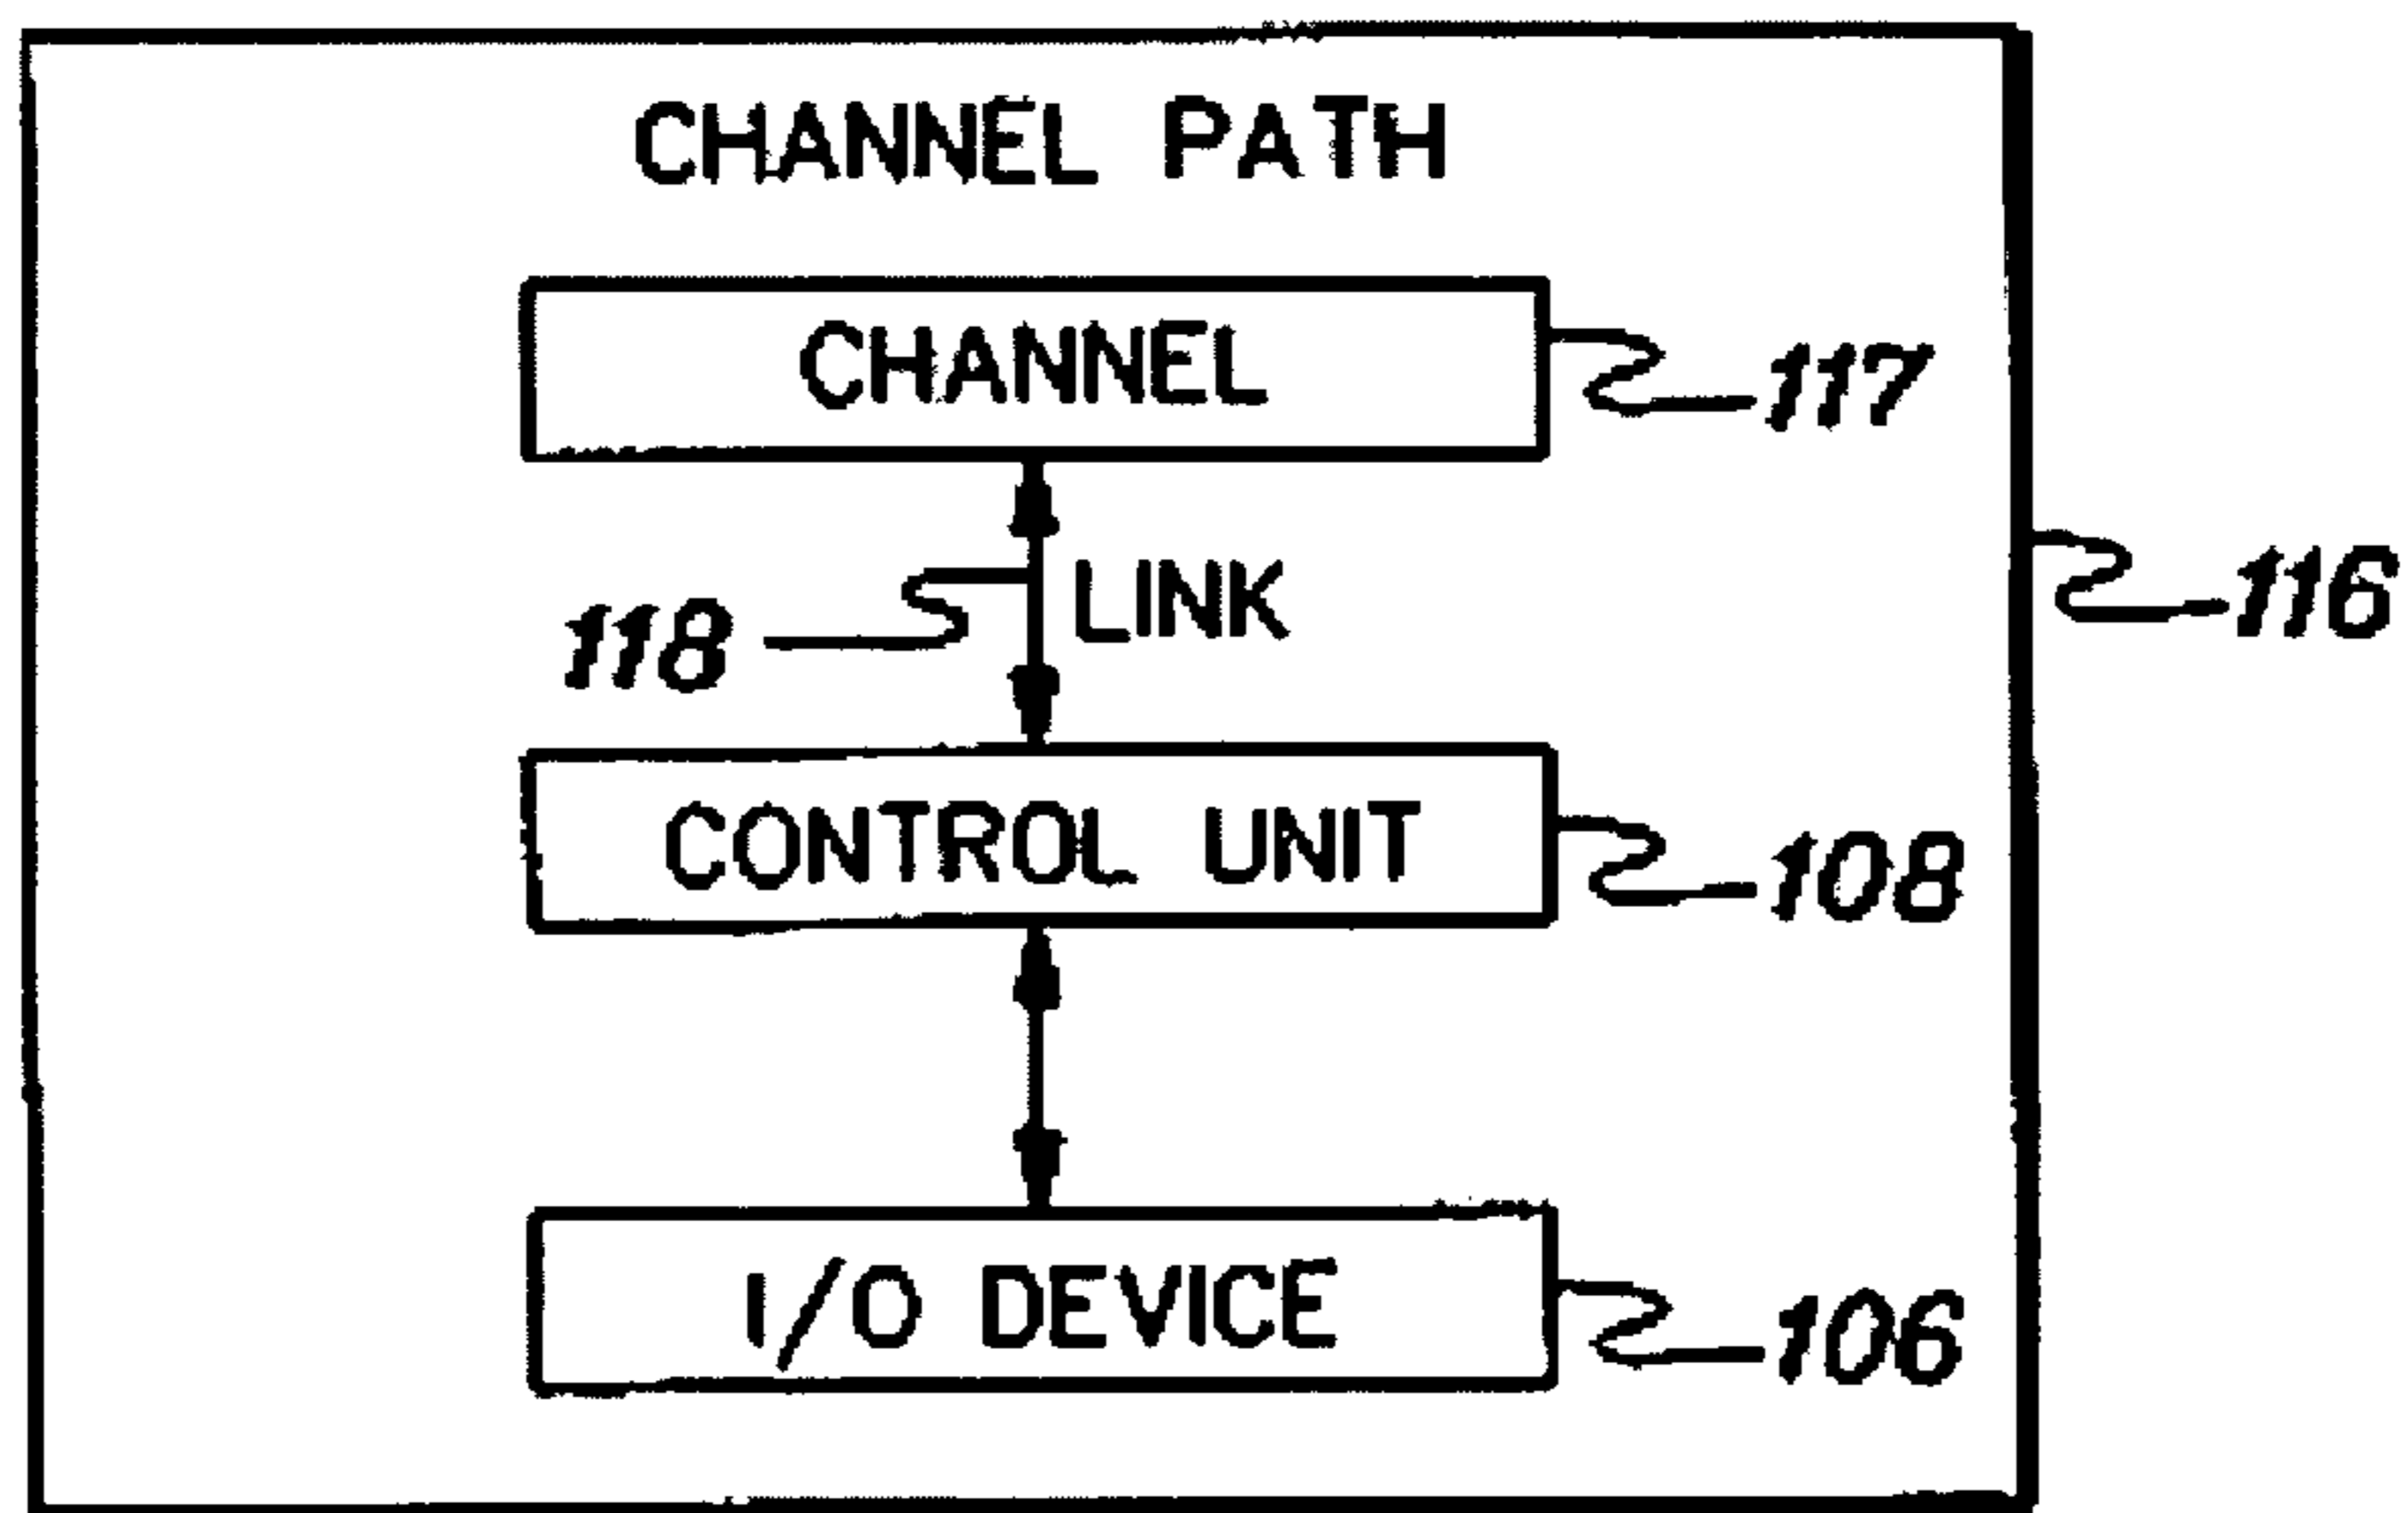 CHANNEL PATH
CHANNEL
117
LINK
118
116
CONTROL UNIT
108
I/O DEVICE
106